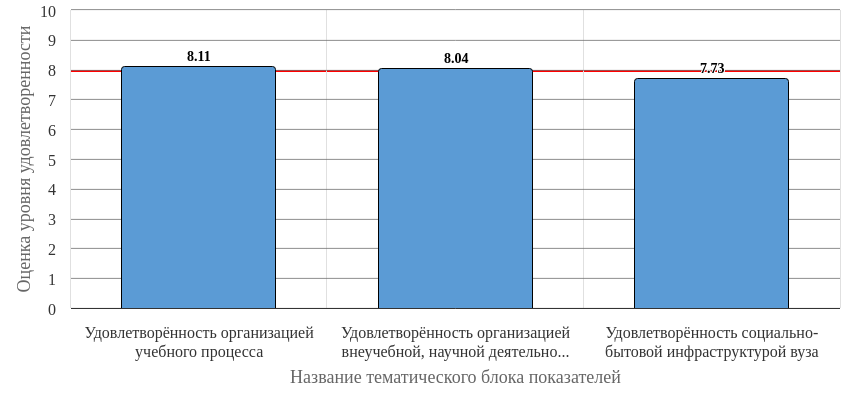 Оценка уровня удовлетворенности
10
9
8
7
6
5
4
3
2
1
0
8.11
8.04
7.73
Удовлетворённость организацией
учебного процесса
Удовлетворённость организацией
внеучебной, научной деятельно...
Удовлетворённость социально-
бытовой инфраструктурой вуза
Название тематического блока показателей